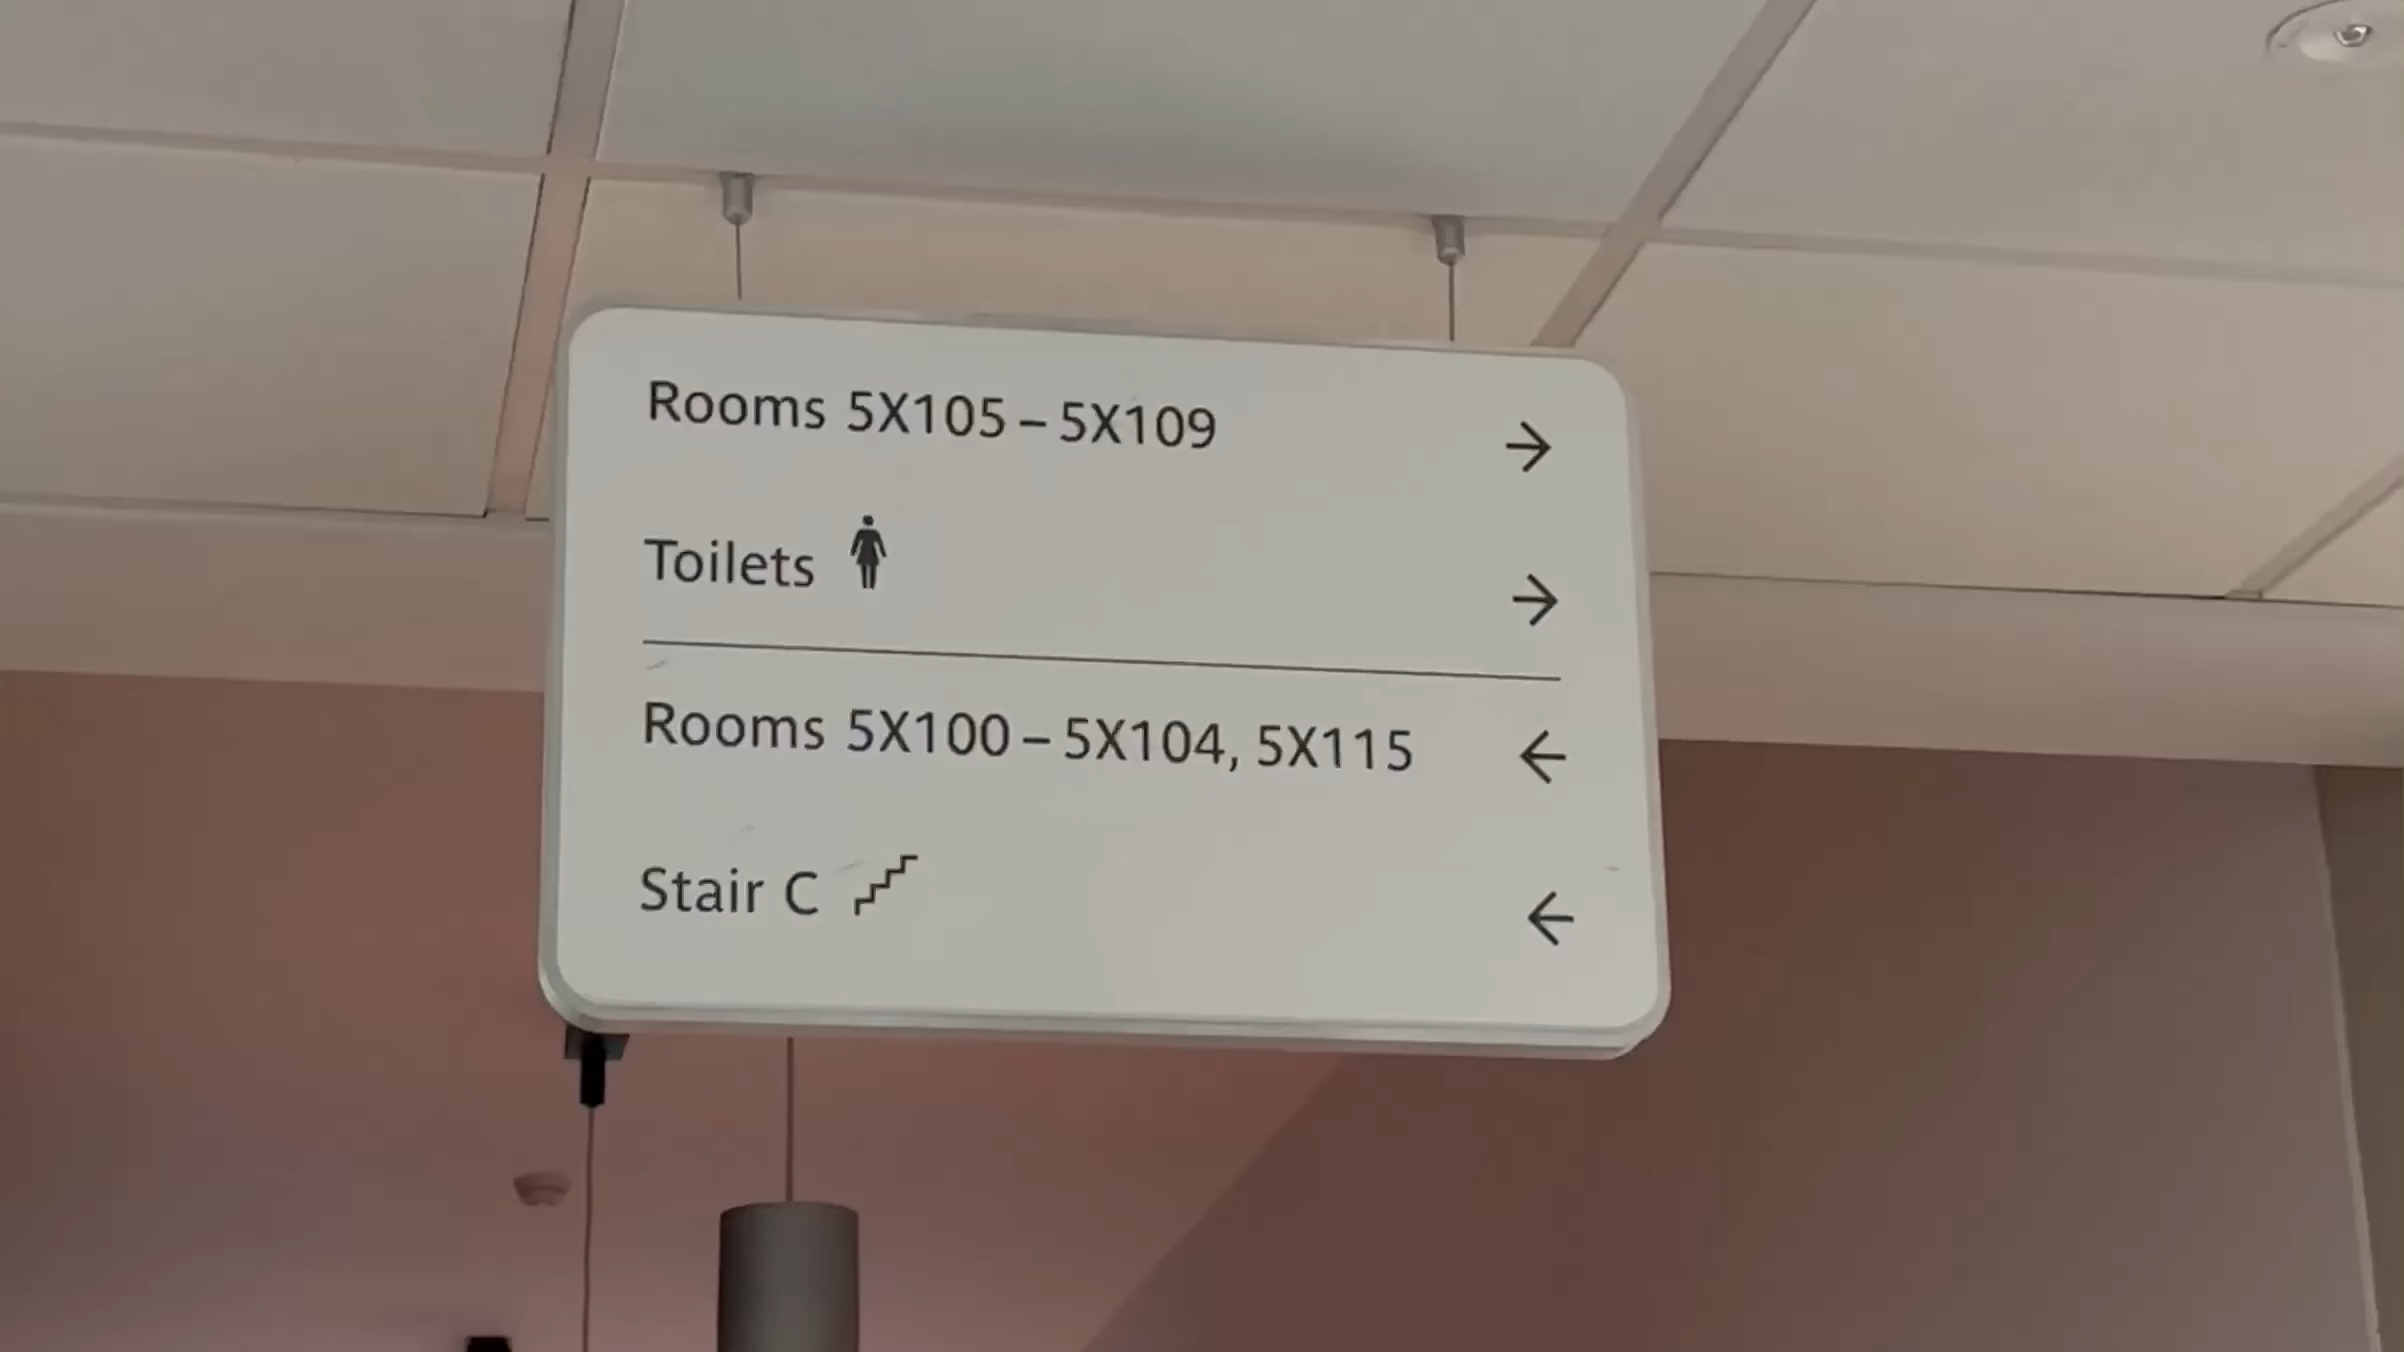 Rooms 5X105 – 5X109 →
Toilets →
Rooms 5X100 – 5X104, 5X115 ←
Stair C ←